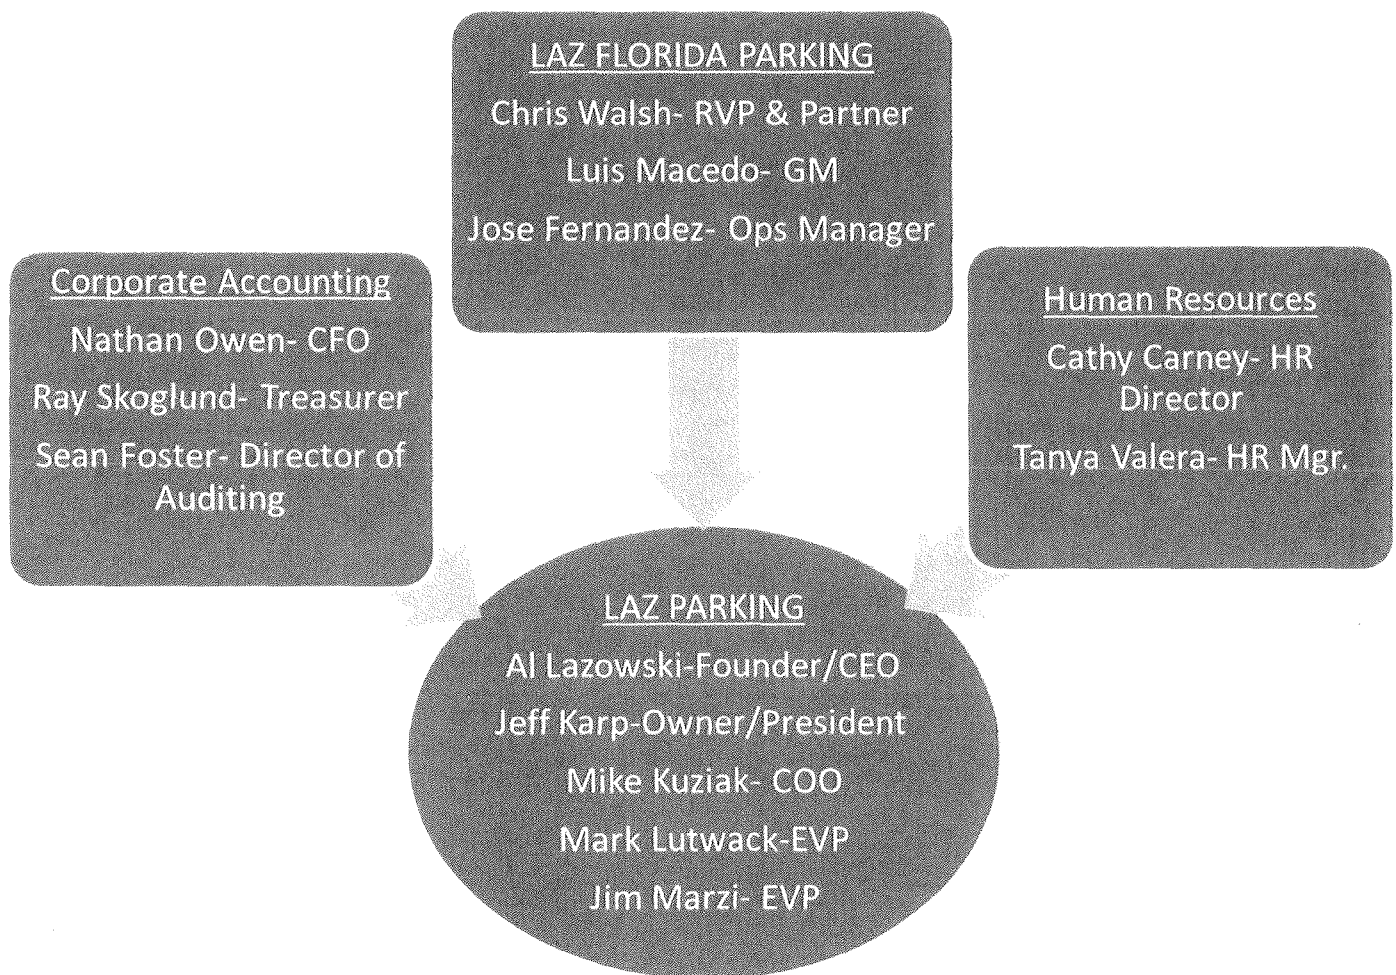 LAZ FLORIDA PARKING
Chris Walsh- RVP & Partner
Luis Macedo- GM
Jose Fernandez- Ops Manager
Corporate Accounting
Nathan Owen- CFO
Ray Skoglund- Treasurer
Sean Foster- Director of
Auditing
Human Resources
Cathy Carney- HR
Director
Tanya Valera- HR Mgr.
LAZ PARKING
Al Lazowski-Founder/CEO
Jeff Karp-Owner/President
Mike Kuziak- COO
Mark Lutwack-EVP
Jim Marzi- EVP